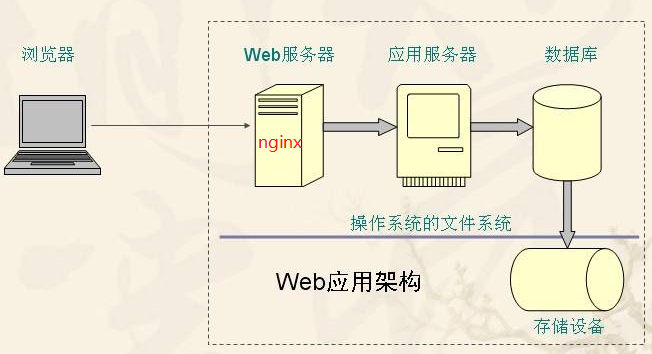 浏览器
Web服务器
应用服务器
数据库
nginx
操作系统的文件系统
Web应用架构
存储设备